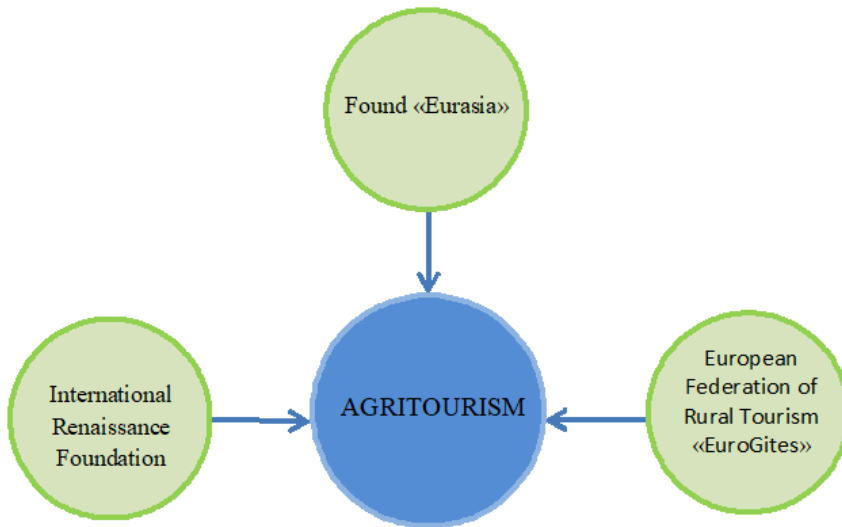 Found «Eurasia»
International
Renaissance
Foundation
AGRITOURISM
European
Federation of
Rural Tourism
«EuroGites»